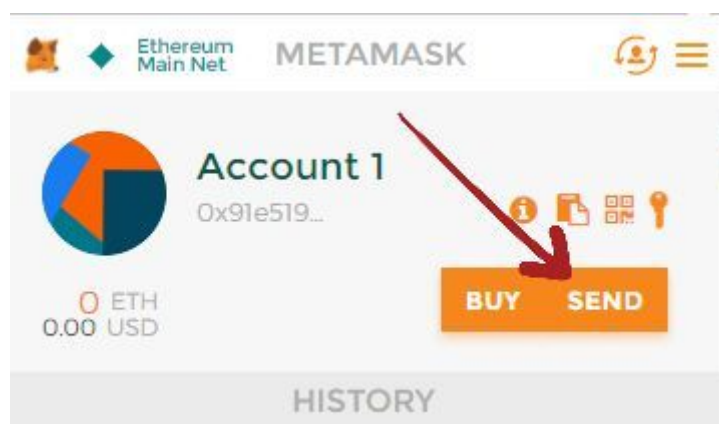 Ethereum
Main Net
METAMASK
Account 1
0x91e519...
0 ETH
0.00 USD
BUY
SEND
HISTORY